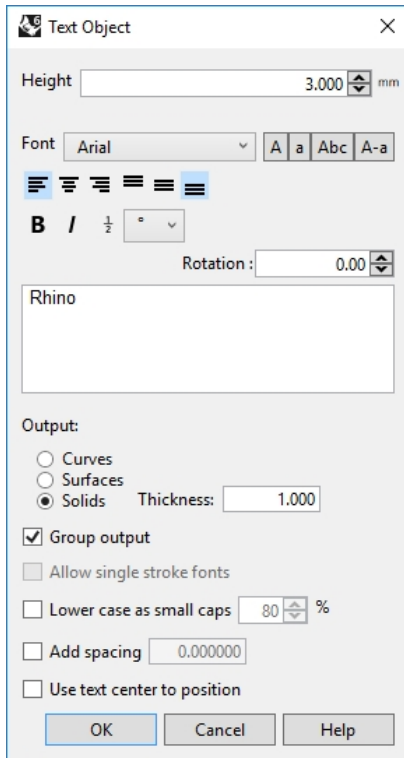 Text Object
Height 3.000 mm
Font Arial A a Abc A-a
B I ½ °
Rotation : 0.00
Rhino
Output:
Curves
Surfaces
Solids Thickness: 1.000
Group output
Allow single stroke fonts
Lower case as small caps 80 %
Add spacing 0.000000
Use text center to position
OK Cancel Help